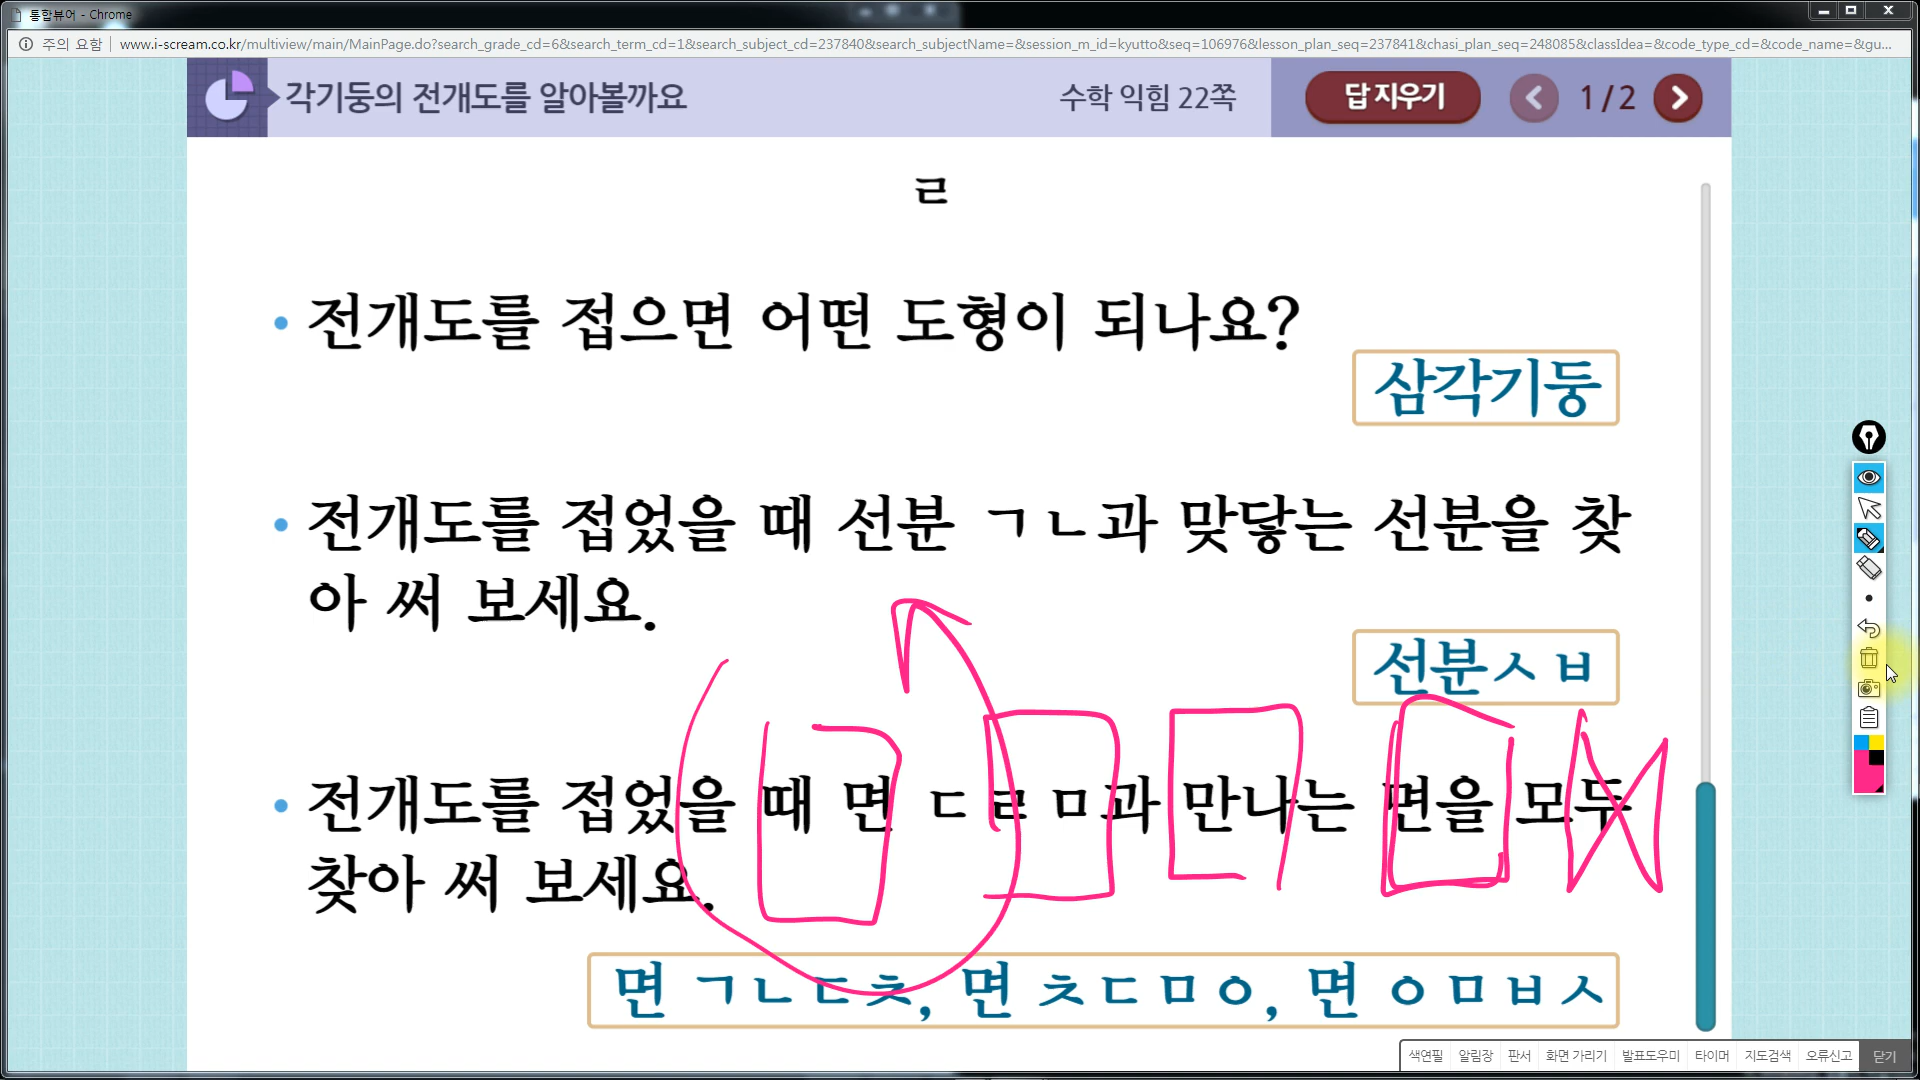 통합뷰어 - Chrome
주의 요함 | www.i-scream.co.kr/multiview/main/MainPage.do?search_grade_cd=6&search_term_cd=1&search_subject_cd=237840&search_subjectName=&session_m_id=kyutto&seq=106976&lesson_plan_seq=237841&chasi_plan_seq=248085&classIdea=&code_type_cd=&code_name=&gu...
각기둥의 전개도를 알아볼까요 수학 익힘 22쪽 답 지우기 1 / 2
ㄹ
• 전개도를 접으면 어떤 도형이 되나요?
삼각기둥
• 전개도를 접었을 때 선분 ㄱㄴ과 맞닿는 선분을 찾
아 써 보세요.
선분ㅅㅂ
• 전개도를 접었을 때 면 ㄷㄹㅁ과 만나는 면을 모두
찾아 써 보세요.
면 ㄱㄴㄷㅊ, 면 ㅊㄷㅁㅇ, 면 ㅇㅁㅂㅅ
색연필 알림장 판서 화면 가리기 발표도우미 타이머 지도검색 오류신고 닫기